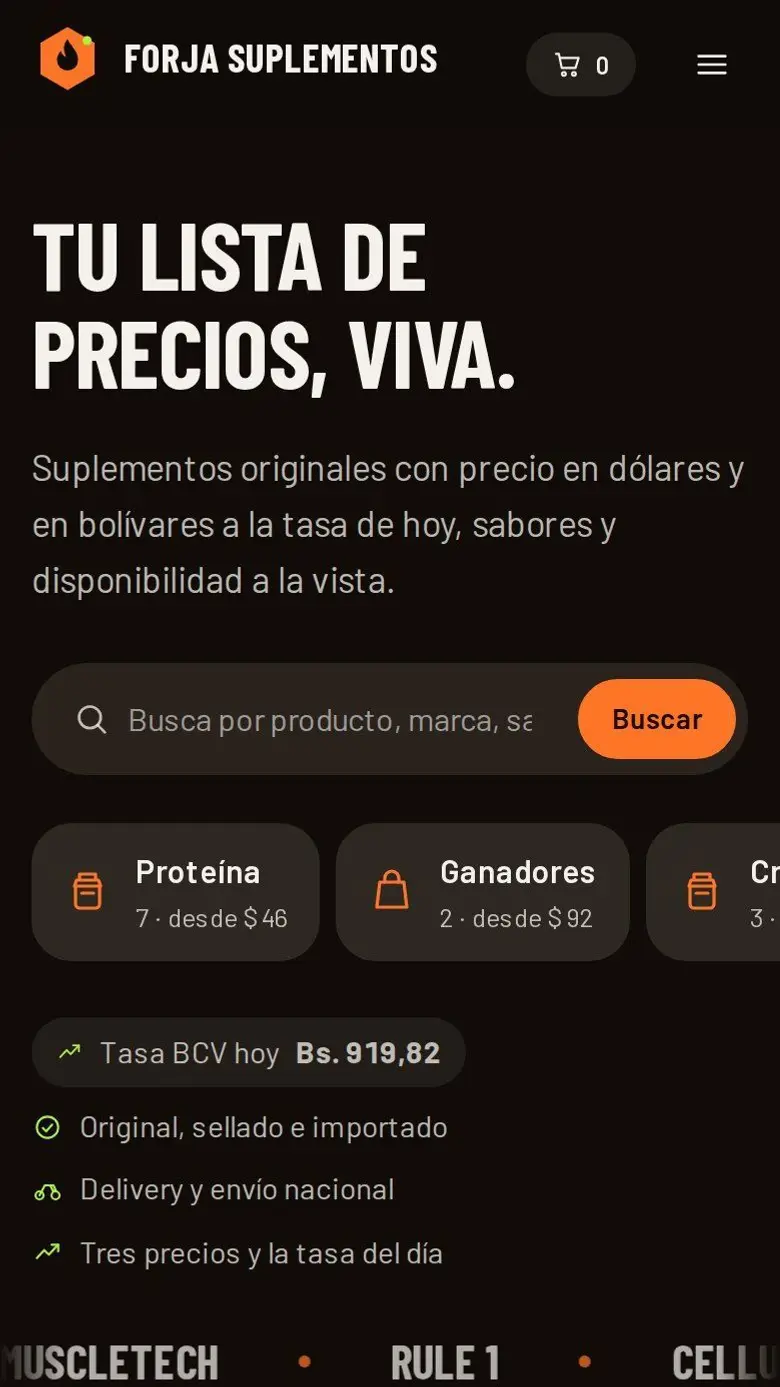 FORJA SUPLEMENTOS
0
TU LISTA DE
PRECIOS, VIVA.
Suplementos originales con precio en dólares y
en bolívares a la tasa de hoy, sabores y
disponibilidad a la vista.
Busca por producto, marca, sa
Buscar
Proteína
7 · desde $46
Ganadores
2 · desde $92
Cr
3 ·
Tasa BCV hoy Bs. 919,82
Original, sellado e importado
Delivery y envío nacional
Tres precios y la tasa del día
MUSCLETECH • RULE 1 • CELLU